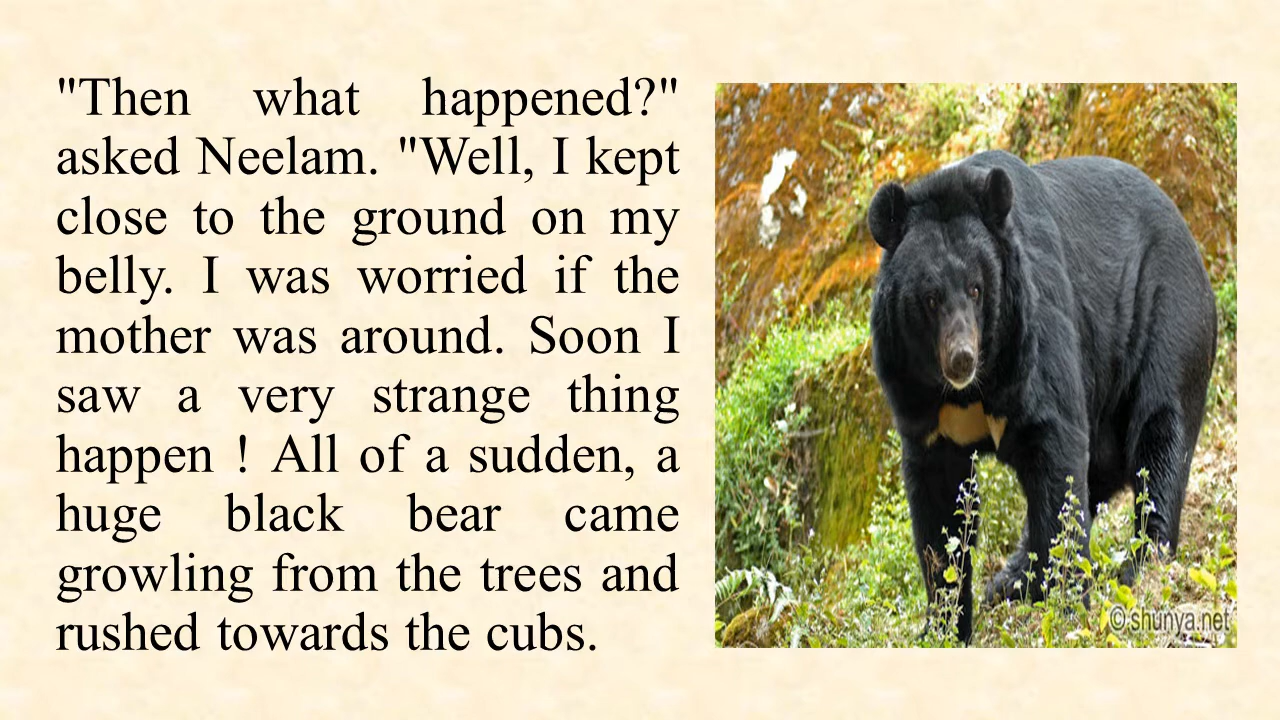 "Then what happened?"
asked Neelam. "Well, I kept
close to the ground on my
belly. I was worried if the
mother was around. Soon I
saw a very strange thing
happen ! All of a sudden, a
huge black bear came
growling from the trees and
rushed towards the cubs.
© shunya.net